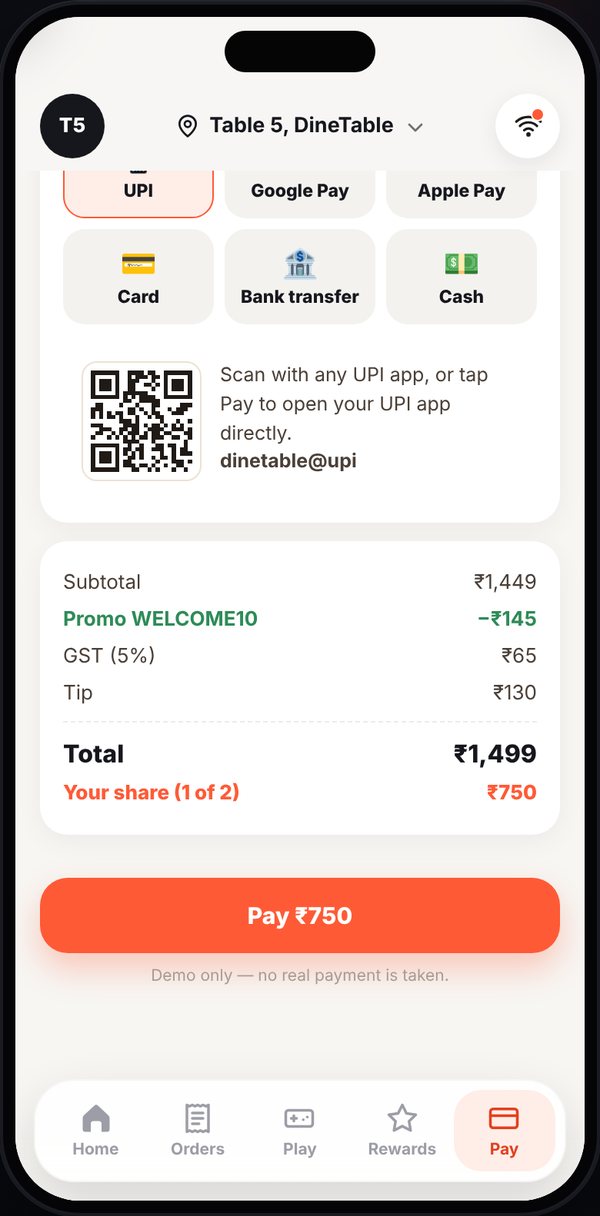 T5
Table 5, DineTable
UPI
Google Pay
Apple Pay
Card
Bank transfer
Cash
Scan with any UPI app, or tap
Pay to open your UPI app
directly.
dinetable@upi
Subtotal ₹1,449
Promo WELCOME10 −₹145
GST (5%) ₹65
Tip ₹130
Total ₹1,499
Your share (1 of 2) ₹750
Pay ₹750
Demo only — no real payment is taken.
Home
Orders
Play
Rewards
Pay